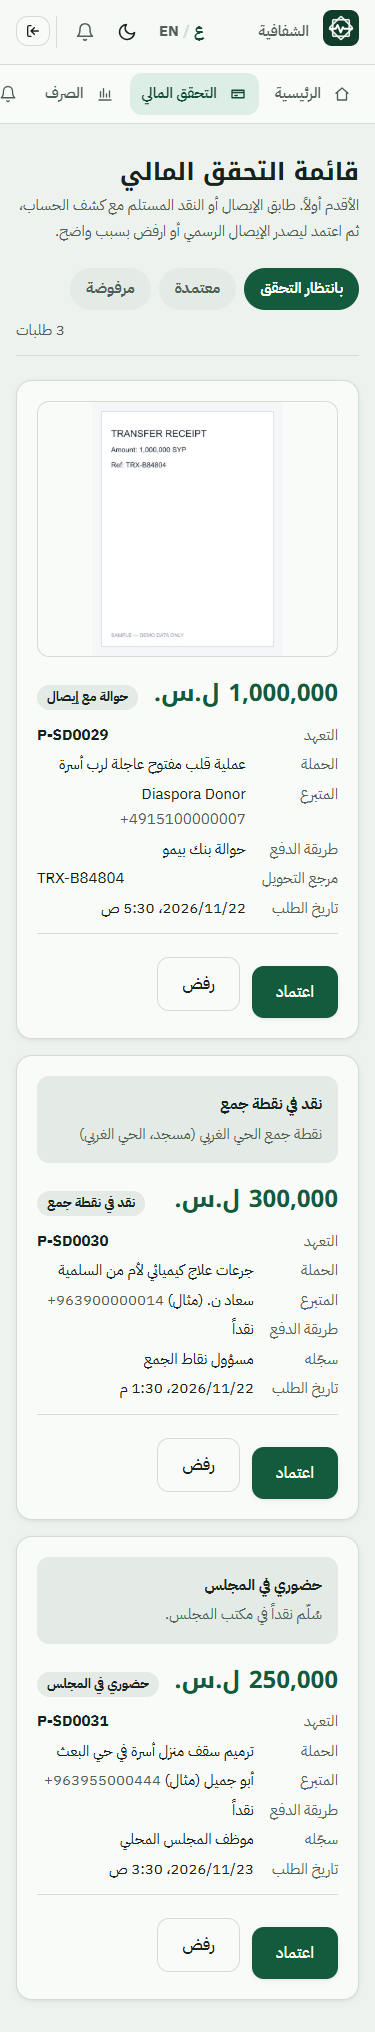 الشفافية
ع / EN
الرئيسية
التحقق المالي
الصرف
قائمة التحقق المالي
الأقدم أولاً. طابق الإيصال أو النقد المستلم مع كشف الحساب،
ثم اعتمد ليصدر الإيصال الرسمي أو ارفض بسبب واضح.
بانتظار التحقق
معتمدة
مرفوضة
3 طلبات
TRANSFER RECEIPT
Amount: 1,000,000 SYP
Ref: TRX-B84804
SAMPLE — DEMO DATA ONLY
1,000,000 ل.س. حوالة مع إيصال
التعهد P-SD0029
الحملة عملية قلب مفتوح عاجلة لرب أسرة
المتبرع Diaspora Donor
+4915100000007
طريقة الدفع حوالة بنك بيمو
مرجع التحويل TRX-B84804
تاريخ الطلب 2026/11/22، 5:30 ص
اعتماد رفض
نقد في نقطة جمع
نقطة جمع الحي الغربي (مسجد، الحي الغربي)
300,000 ل.س. نقد في نقطة جمع
التعهد P-SD0030
الحملة جرعات علاج كيميائي لأم من السلمية
المتبرع سعاد ن. (مثال) +963900000014
طريقة الدفع نقداً
سجّله مسؤول نقاط الجمع
تاريخ الطلب 2026/11/22، 1:30 م
اعتماد رفض
حضوري في المجلس
سُلّم نقداً في مكتب المجلس.
250,000 ل.س. حضوري في المجلس
التعهد P-SD0031
الحملة ترميم سقف منزل أسرة في حي البعث
المتبرع أبو جميل (مثال) +963955000444
طريقة الدفع نقداً
سجّله موظف المجلس المحلي
تاريخ الطلب 2026/11/23، 3:30 ص
اعتماد رفض